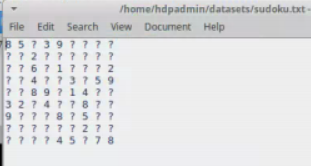 /home/hdpadmin/datasets/sudoku.txt -
File Edit Search View Document Help
8 5 ? 3 9 ? ? ? ?
? ? 2 ? ? ? ? ? ?
? ? 6 ? 1 ? ? ? 2
? ? 4 ? ? 3 ? 5 9
? ? 8 9 ? 1 4 ? ?
3 2 ? 4 ? ? 8 ? ?
9 ? ? ? 8 ? 5 ? ?
? ? ? ? ? ? 2 ? ?
? ? ? ? 4 5 ? ? 8